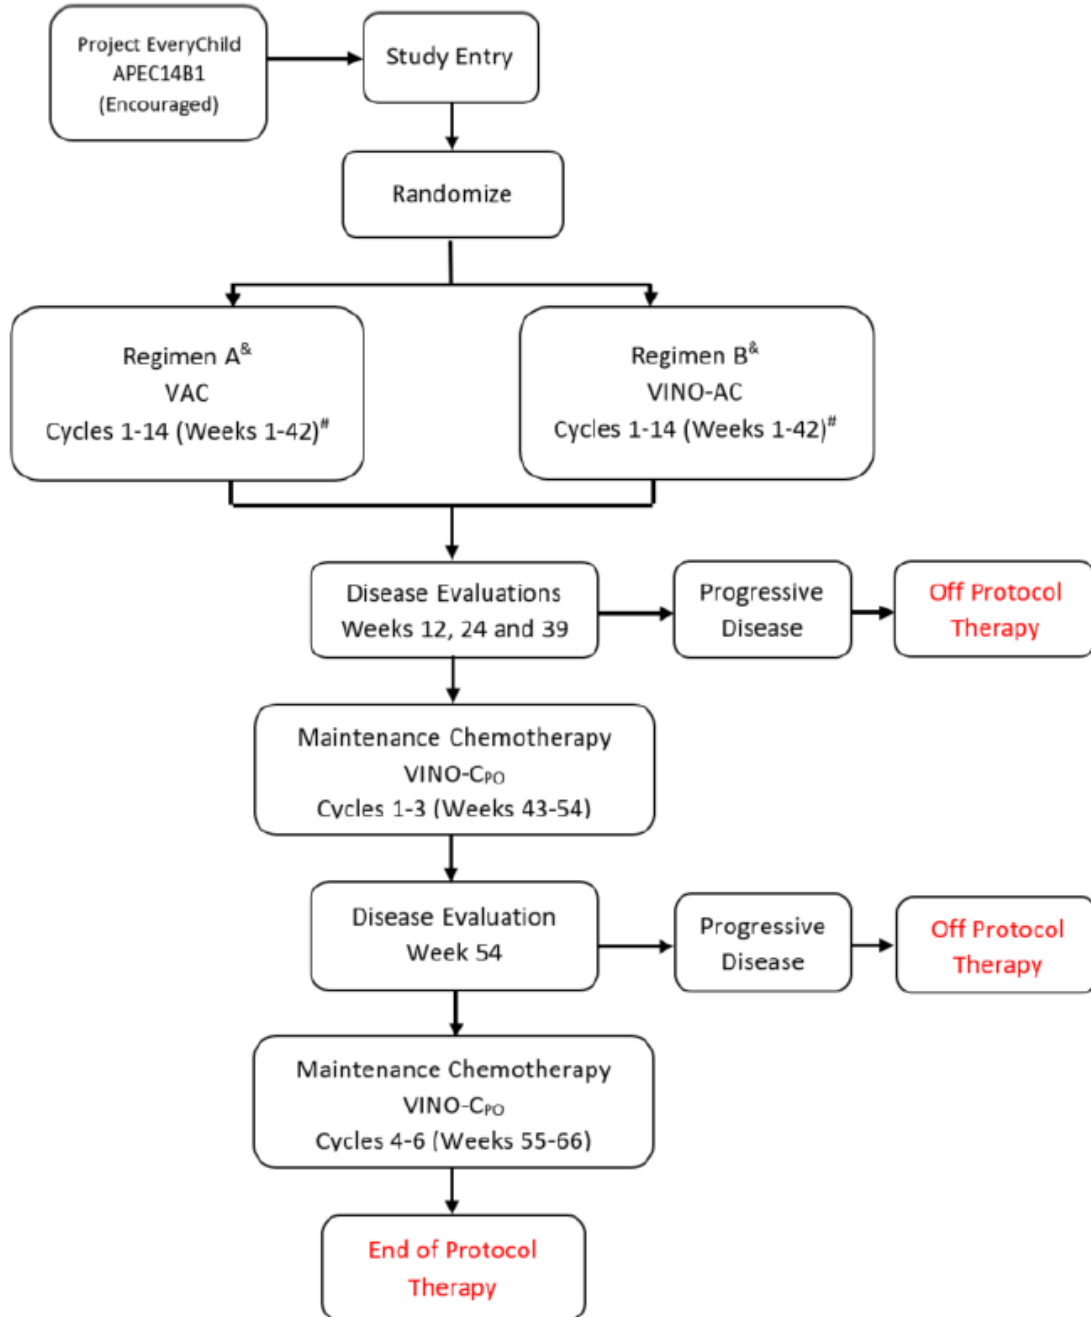 Project EveryChild
APEC14B1
(Encouraged)
Study Entry
Randomize
Regimen A&
VAC
Cycles 1-14 (Weeks 1-42)#
Regimen B&
VINO-AC
Cycles 1-14 (Weeks 1-42)#
Disease Evaluations
Weeks 12, 24 and 39
Progressive
Disease
Off Protocol
Therapy
Maintenance Chemotherapy
VINO-CPO
Cycles 1-3 (Weeks 43-54)
Disease Evaluation
Week 54
Progressive
Disease
Off Protocol
Therapy
Maintenance Chemotherapy
VINO-CPO
Cycles 4-6 (Weeks 55-66)
End of Protocol
Therapy